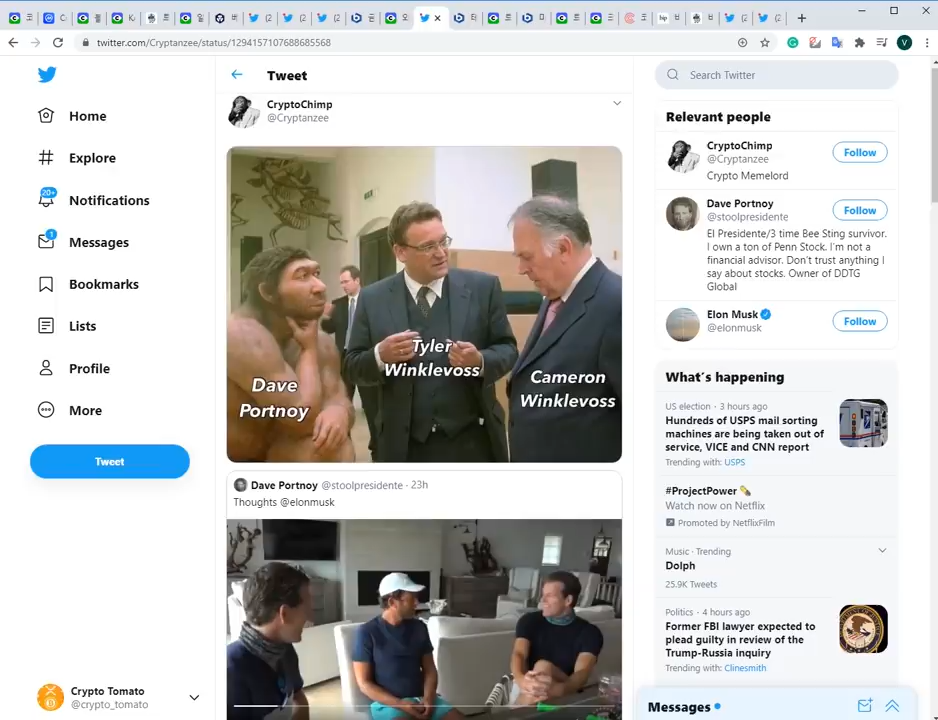 twitter.com/Cryptanzee/status/1294157107688685568
Home
Explore
20+
Notifications
1
Messages
Bookmarks
Lists
Profile
More
Tweet
Crypto Tomato
@crypto_tomato
Tweet
CryptoChimp
@Cryptanzee
Dave
Portnoy
Tyler
Winklevoss
Cameron
Winklevoss
Dave Portnoy @stoolpresidente · 23h
Thoughts @elonmusk
Search Twitter
Relevant people
CryptoChimp
@Cryptanzee
Follow
Crypto Memelord
Dave Portnoy
@stoolpresidente
Follow
El Presidente/3 time Bee Sting survivor.
I own a ton of Penn Stock. I'm not a
financial advisor. Don't trust anything I
say about stocks. Owner of DDTG
Global
Elon Musk
@elonmusk
Follow
What's happening
US election · 3 hours ago
Hundreds of USPS mail sorting
machines are being taken out of
service, VICE and CNN report
Trending with: USPS
#ProjectPower
Watch now on Netflix
Promoted by NetflixFilm
Music · Trending
Dolph
25.9K Tweets
Politics · 4 hours ago
Former FBI lawyer expected to
plead guilty in review of the
Trump-Russia inquiry
Trending with: Clinesmith
Messages